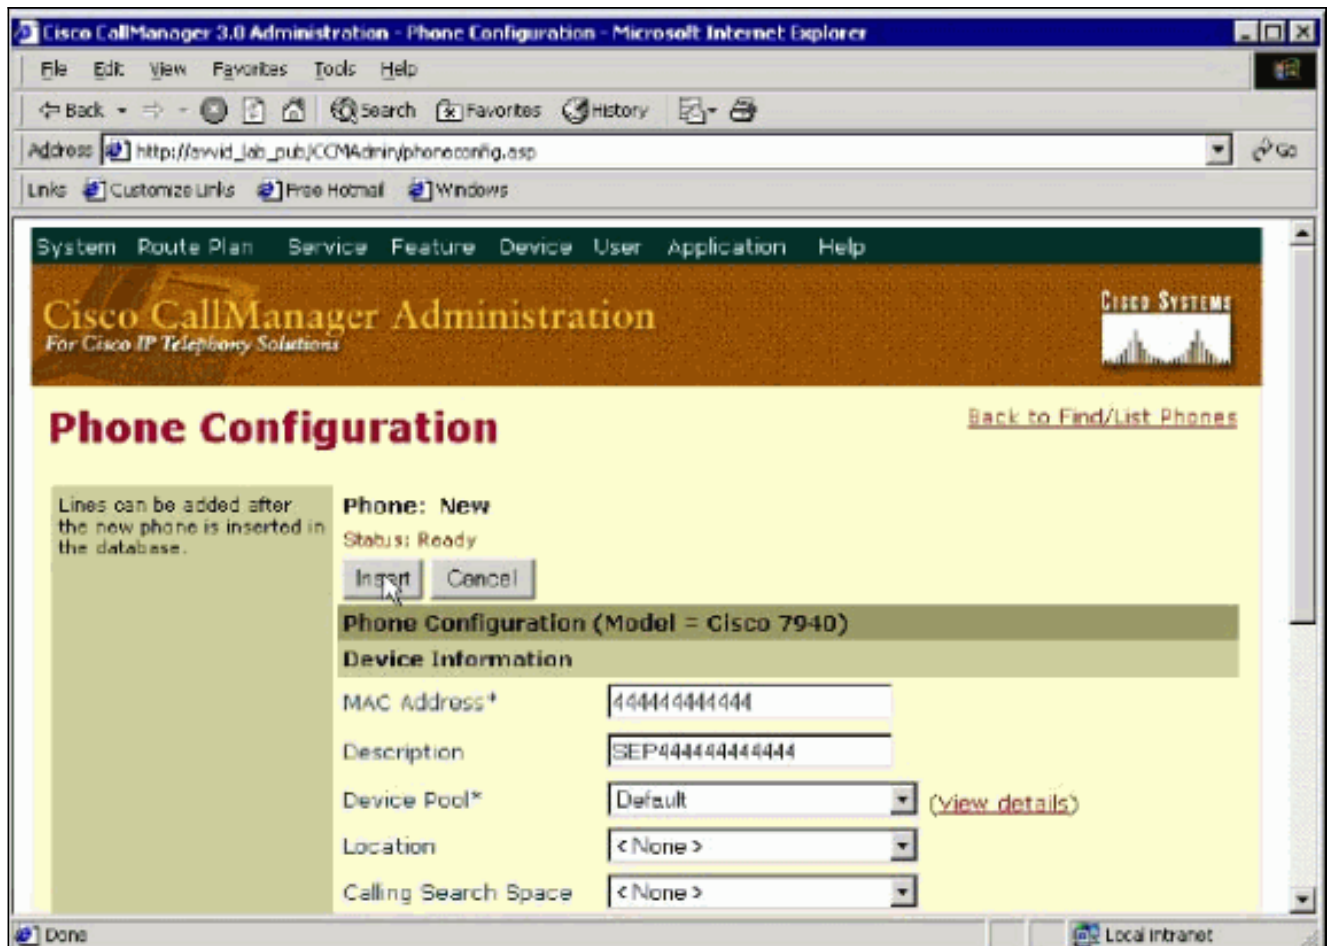 Cisco CallManager 3.0 Administration - Phone Configuration - Microsoft Internet Explorer
File Edit View Favorites Tools Help
Back Search Favorites History
Address http://avvid_lab_pub/CCMAdmin/phoneconfig.asp Go
Links Customize Links Free Hotmail Windows
System Route Plan Service Feature Device User Application Help
Cisco CallManager Administration
For Cisco IP Telephony Solutions
CISCO SYSTEMS
Phone Configuration
Back to Find/List Phones
Lines can be added after
the new phone is inserted in
the database.
Phone: New
Status: Ready
Insert Cancel
Phone Configuration (Model = Cisco 7940)
Device Information
MAC Address* 444444444444
Description SEP444444444444
Device Pool* Default (View details)
Location < None >
Calling Search Space < None >
Done Local intranet